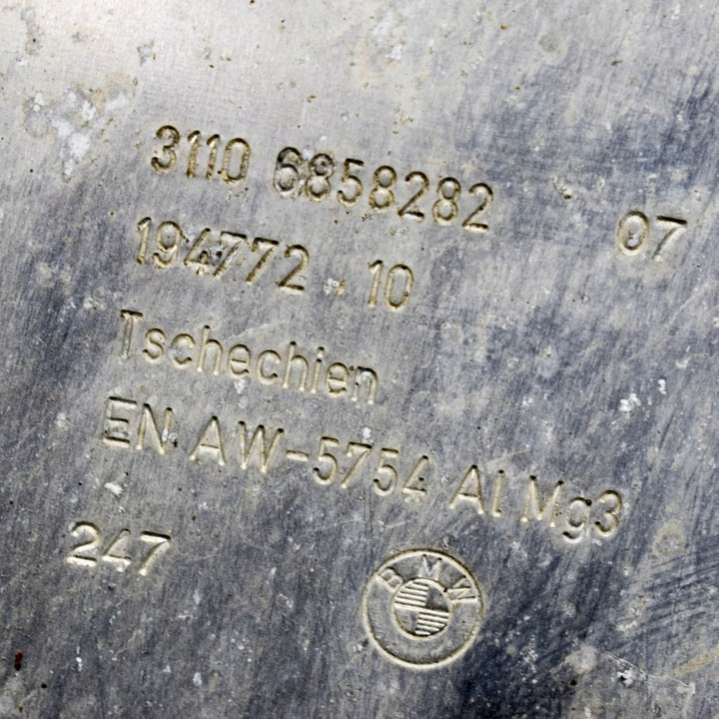 3110 6858282 07
194772.10
Tschechien
EN AW-5754 Al Mg3
247
BMW